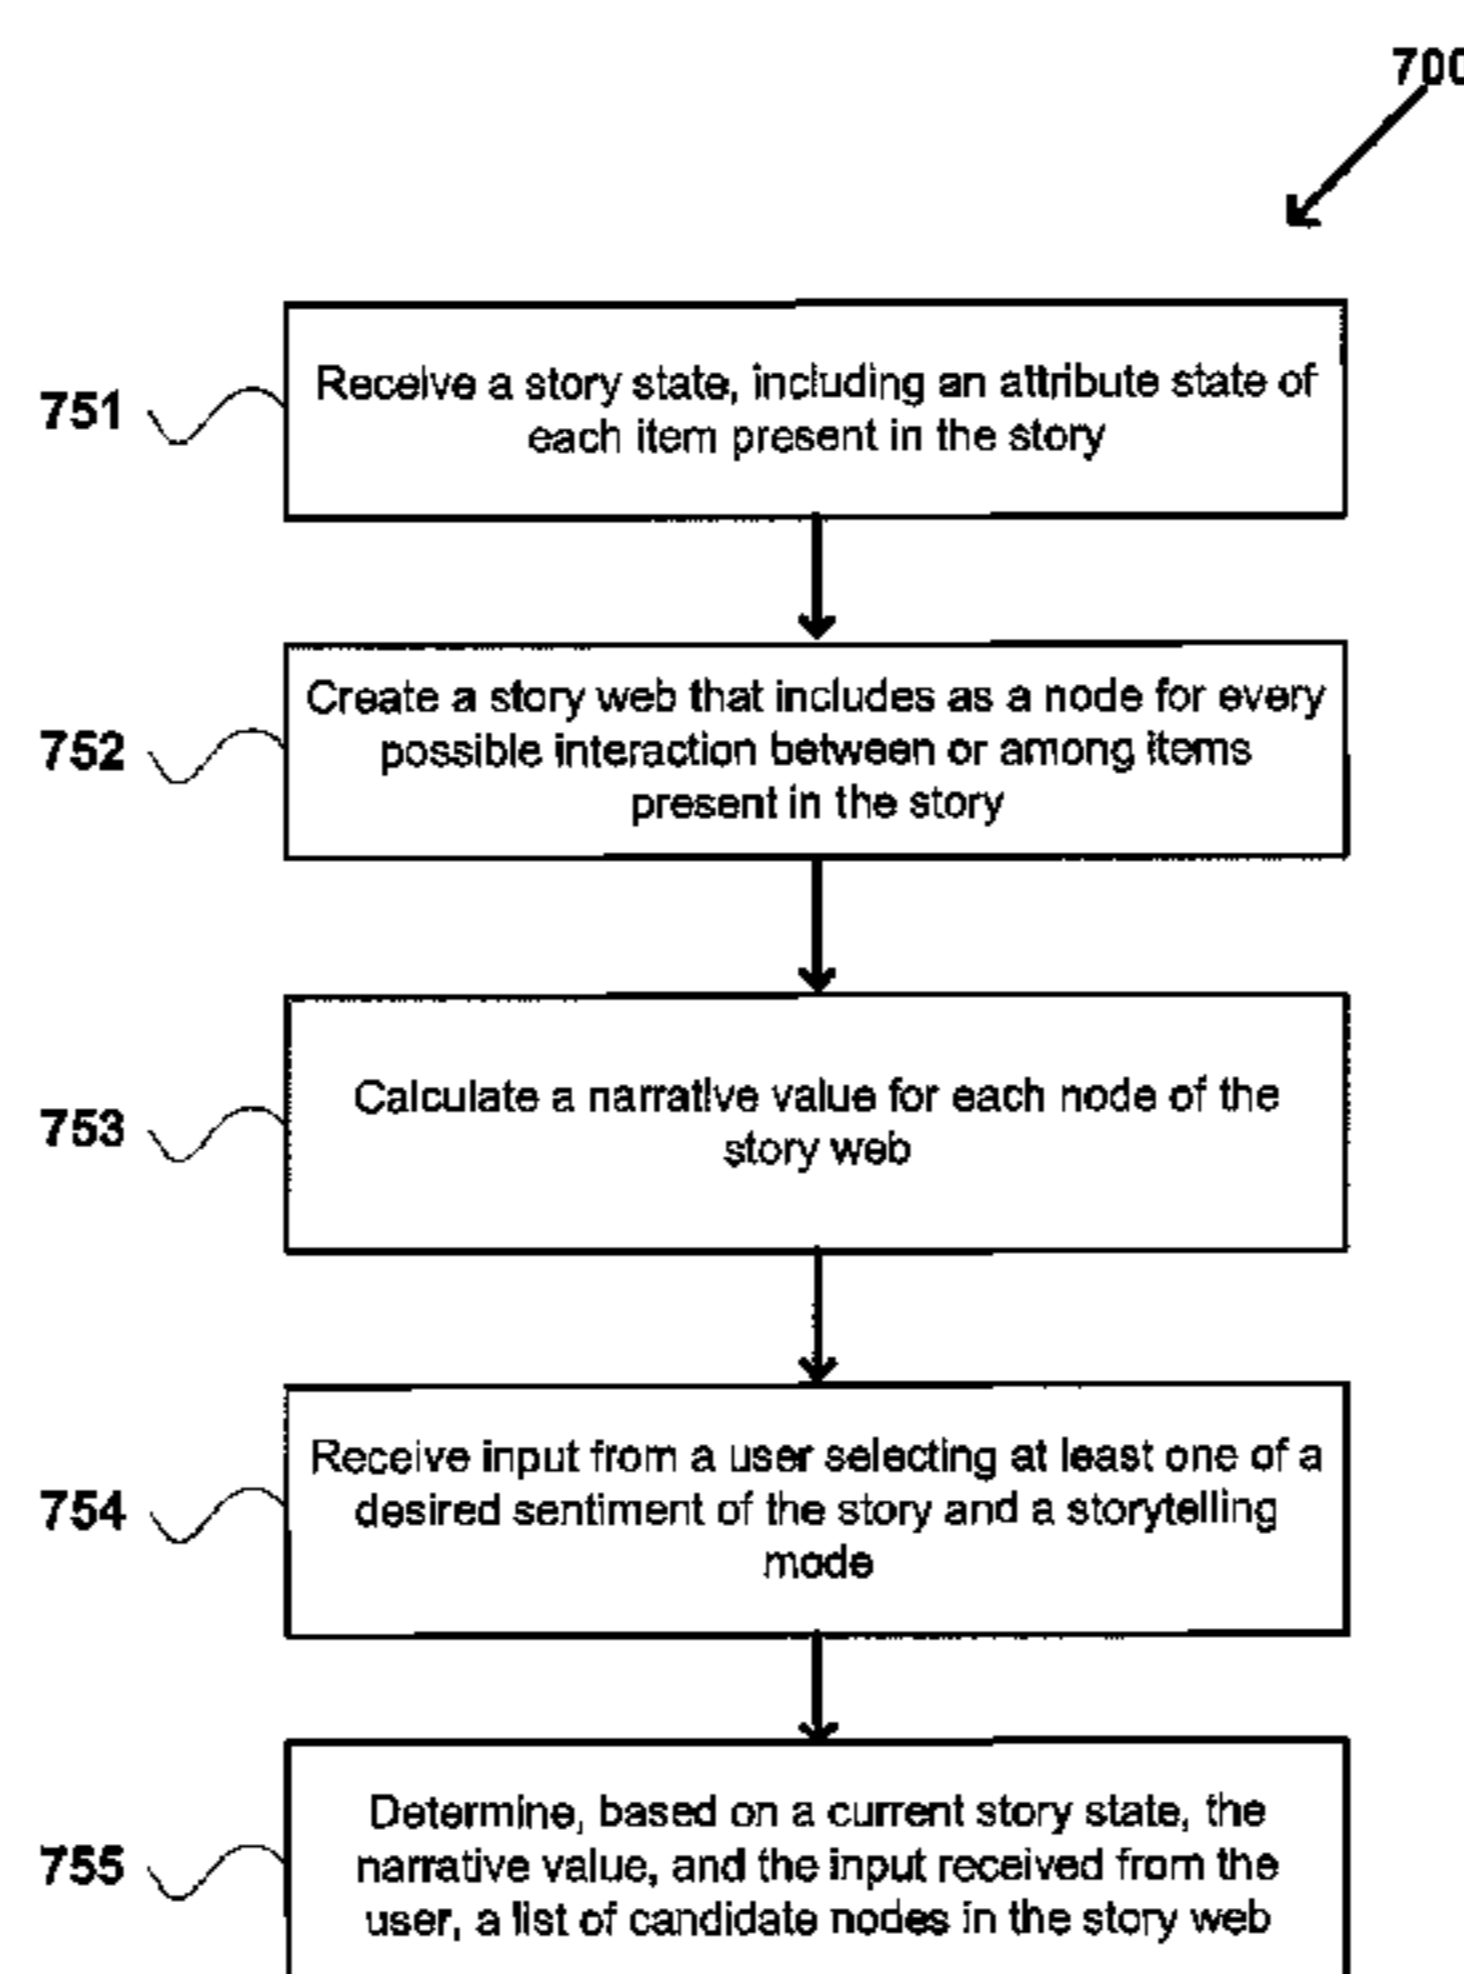 700
751
Receive a story state, including an attribute state of
each item present in the story
752
Create a story web that includes as a node for every
possible interaction between or among items
present in the story
753
Calculate a narrative value for each node of the
story web
754
Receive input from a user selecting at least one of a
desired sentiment of the story and a storytelling
mode
755
Determine, based on a current story state, the
narrative value, and the input received from the
user, a list of candidate nodes in the story web